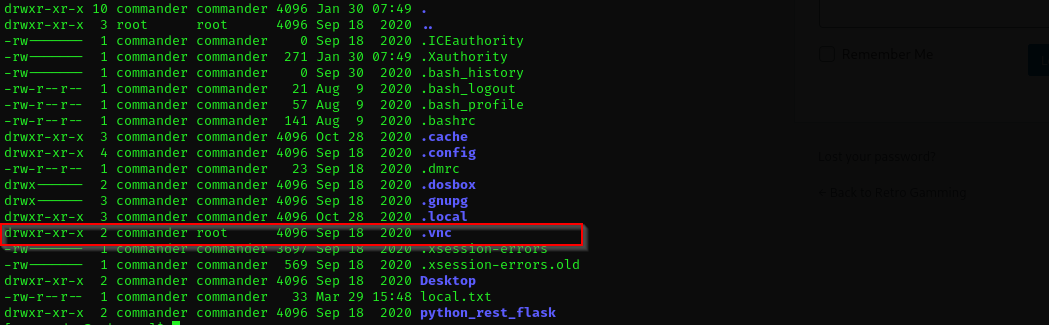 drwxr-xr-x 10 commander commander 4096 Jan 30 07:49 .
drwxr-xr-x  3 root      root      4096 Sep 18  2020 ..
-rw-------  1 commander commander    0 Sep 18  2020 .ICEauthority
-rw-------  1 commander commander  271 Jan 30 07:49 .Xauthority
-rw-------  1 commander commander    0 Sep 30  2020 .bash_history
-rw-r--r--  1 commander commander   21 Aug  9  2020 .bash_logout
-rw-r--r--  1 commander commander   57 Aug  9  2020 .bash_profile
-rw-r--r--  1 commander commander  141 Aug  9  2020 .bashrc
drwxr-xr-x  3 commander commander 4096 Oct 28  2020 .cache
drwxr-xr-x  4 commander commander 4096 Sep 18  2020 .config
-rw-r--r--  1 commander commander   23 Sep 18  2020 .dmrc
drwx------  2 commander commander 4096 Sep 18  2020 .dosbox
drwx------  3 commander commander 4096 Sep 18  2020 .gnupg
drwxr-xr-x  3 commander commander 4096 Oct 28  2020 .local
drwxr-xr-x  2 commander root      4096 Sep 18  2020 .vnc
-rw-------  1 commander commander 3697 Sep 18  2020 .xsession-errors
-rw-------  1 commander commander  569 Sep 18  2020 .xsession-errors.old
drwxr-xr-x  2 commander commander 4096 Sep 18  2020 Desktop
-rw-r--r--  1 commander commander   33 Mar 29 15:48 local.txt
drwxr-xr-x  2 commander commander 4096 Sep 18  2020 python_rest_flask
Remember Me
Lost your password?
← Back to Retro Gamming